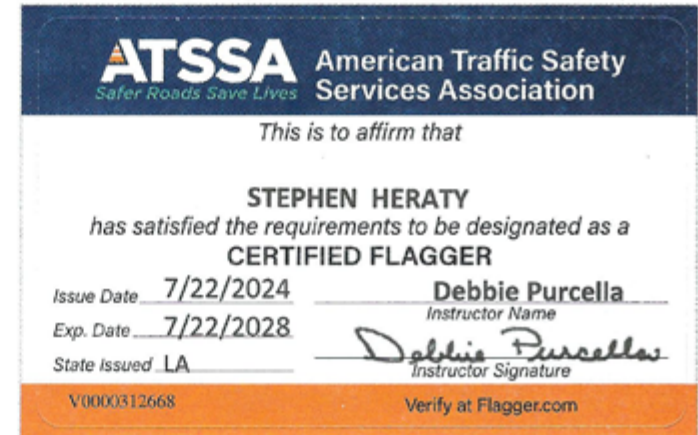 ATSSA
Safer Roads Save Lives
American Traffic Safety
Services Association
This is to affirm that
STEPHEN HERATY
has satisfied the requirements to be designated as a
CERTIFIED FLAGGER
Issue Date 7/22/2024
Debbie Purcella
Instructor Name
Exp. Date 7/22/2028
Debbie Purcella
Instructor Signature
State Issued LA
V0000312668
Verify at Flagger.com